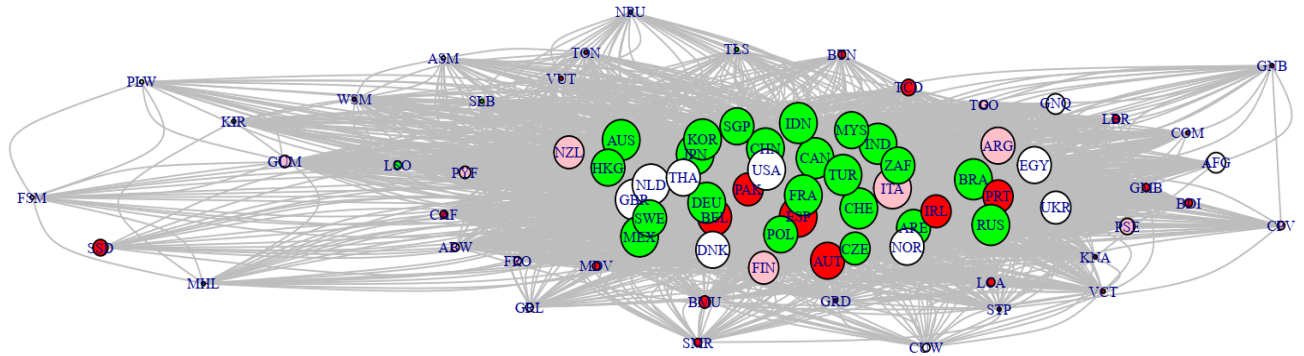 NRU
TON
TLS
BTN
ASM
GNB
PLW
VUT
TCD
WSM
SLB
TGO
GNQ
LBR
KIR
SGP
IDN
MYS
COM
AUS
KOR
IND
ARG
NZL
JPN
CHN
CAN
GUM
LSO
HKG
USA
ZAF
EGY
AFG
PYF
THA
TUR
NLD
PAK
ITA
BRA
GMB
FSM
GBR
DEU
FRA
PRT
BDI
CAF
SWE
BEL
ESP
CHE
IRL
UKR
MEX
POL
ARE
RUS
PSE
CPV
SSD
ABW
DNK
CZE
NOR
FRO
MDV
FIN
AUT
KNA
MHL
VCT
GRL
BMU
GRD
STP
SMR
CUW